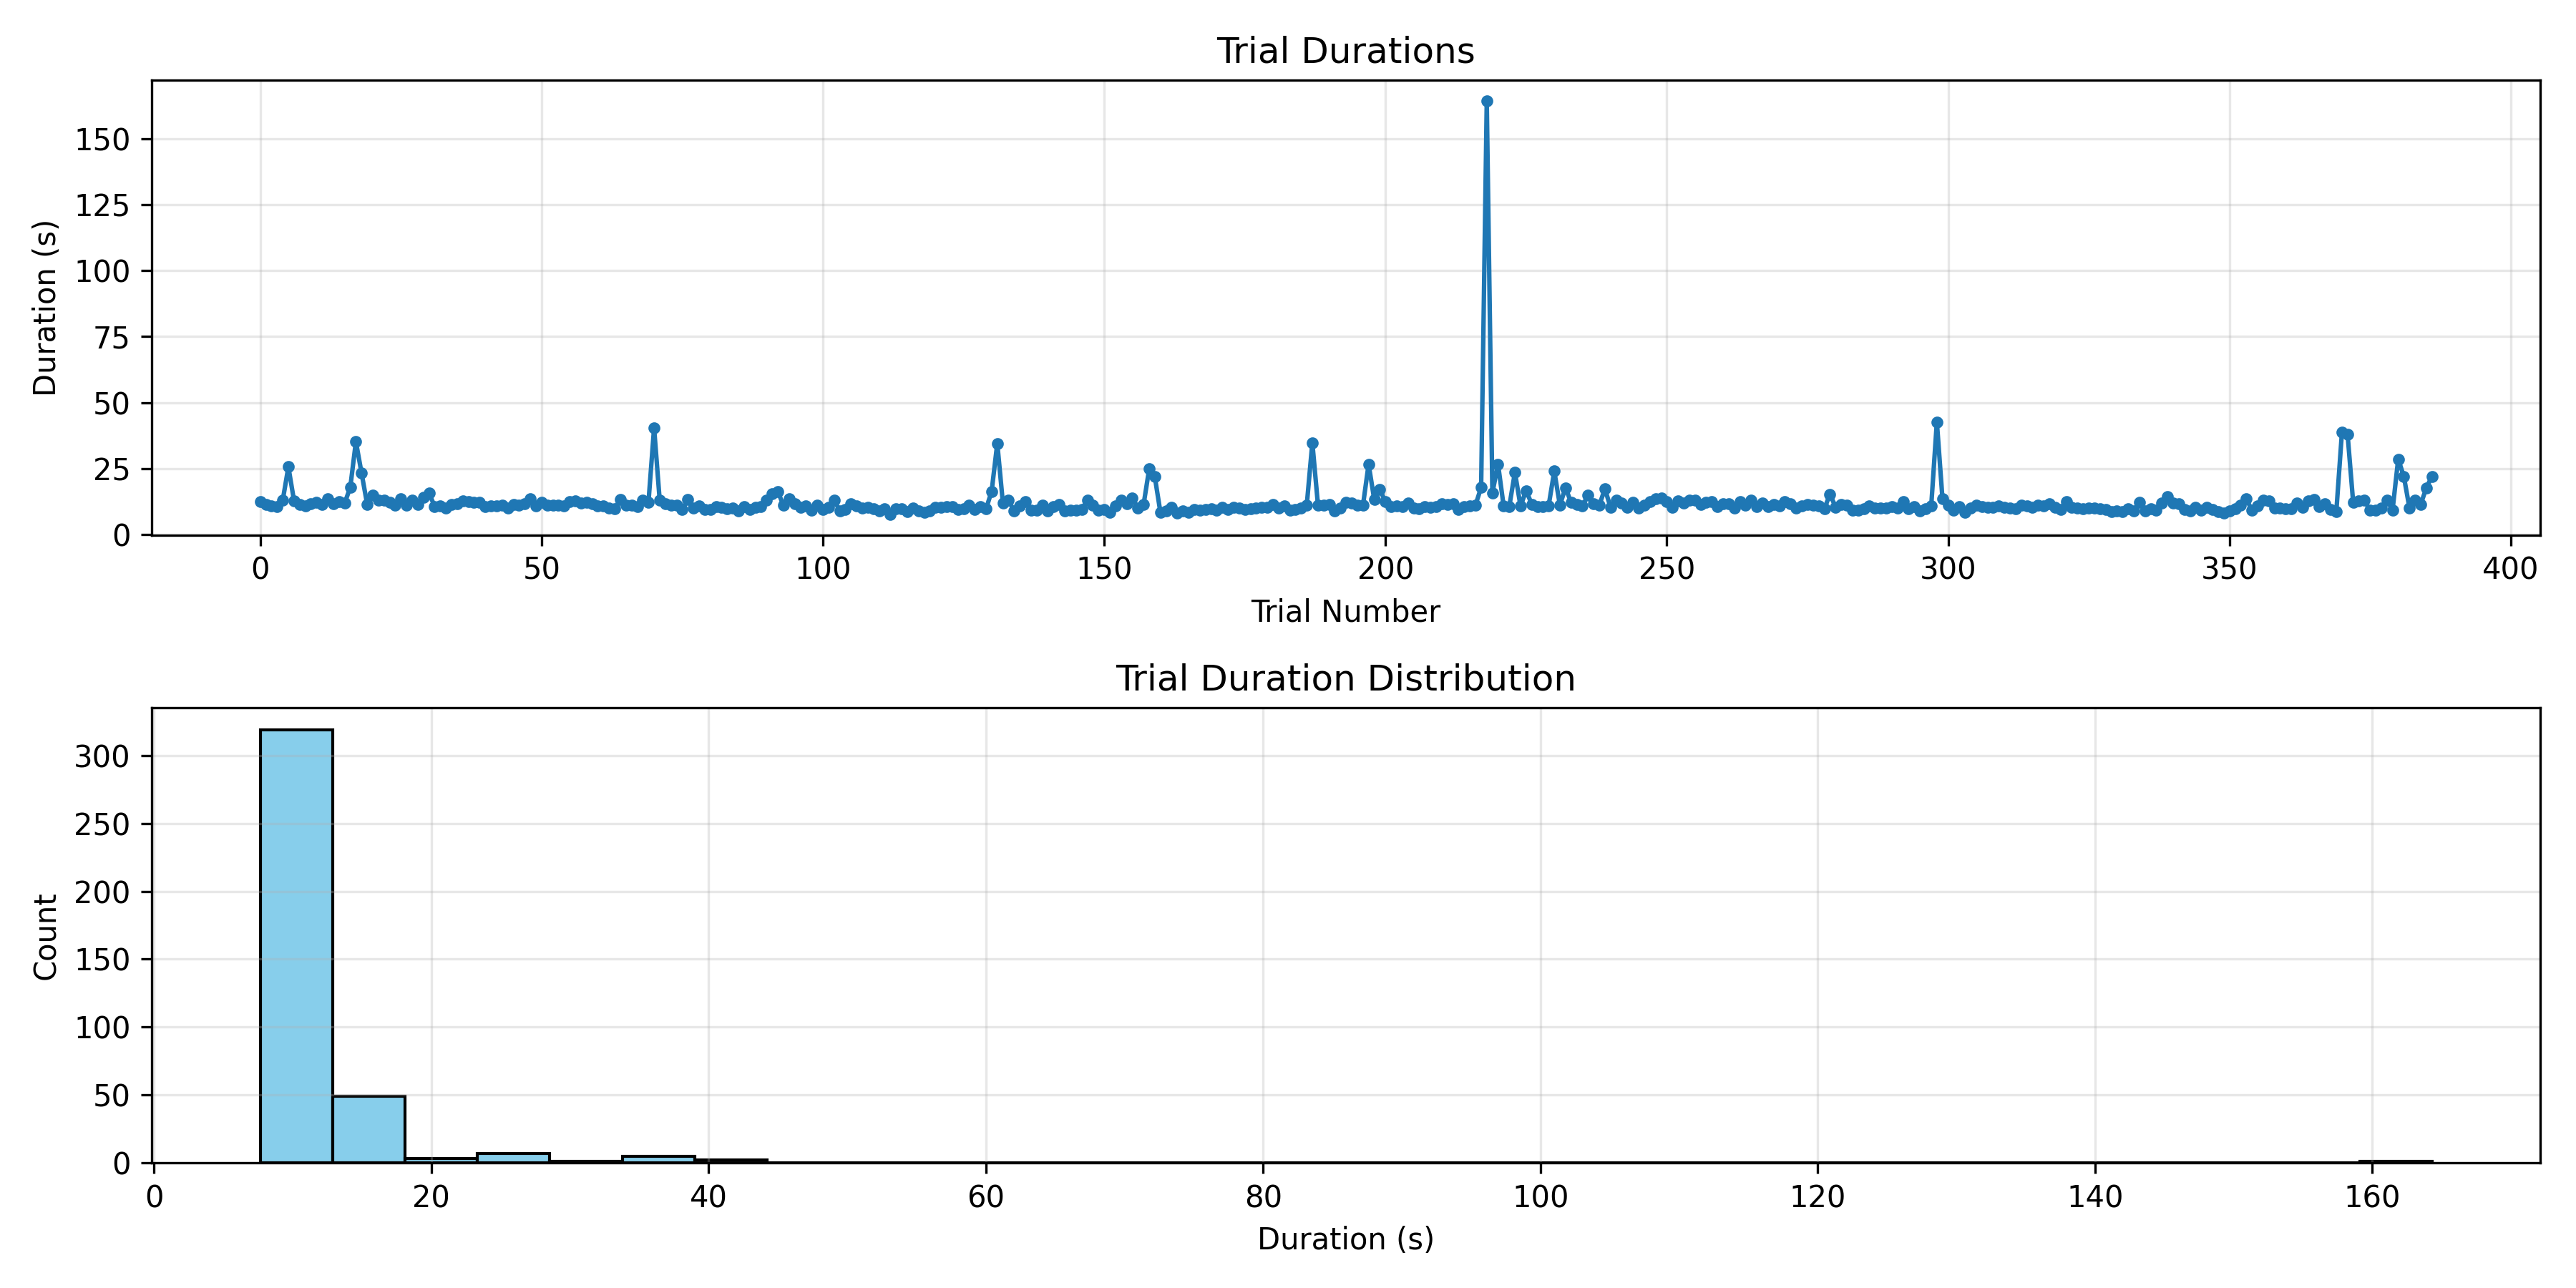 Trial Durations
Duration (s)
150
125
100
75
50
25
0
0 50 100 150 200 250 300 350 400
Trial Number
Trial Duration Distribution
Count
300
250
200
150
100
50
0
0 20 40 60 80 100 120 140 160
Duration (s)